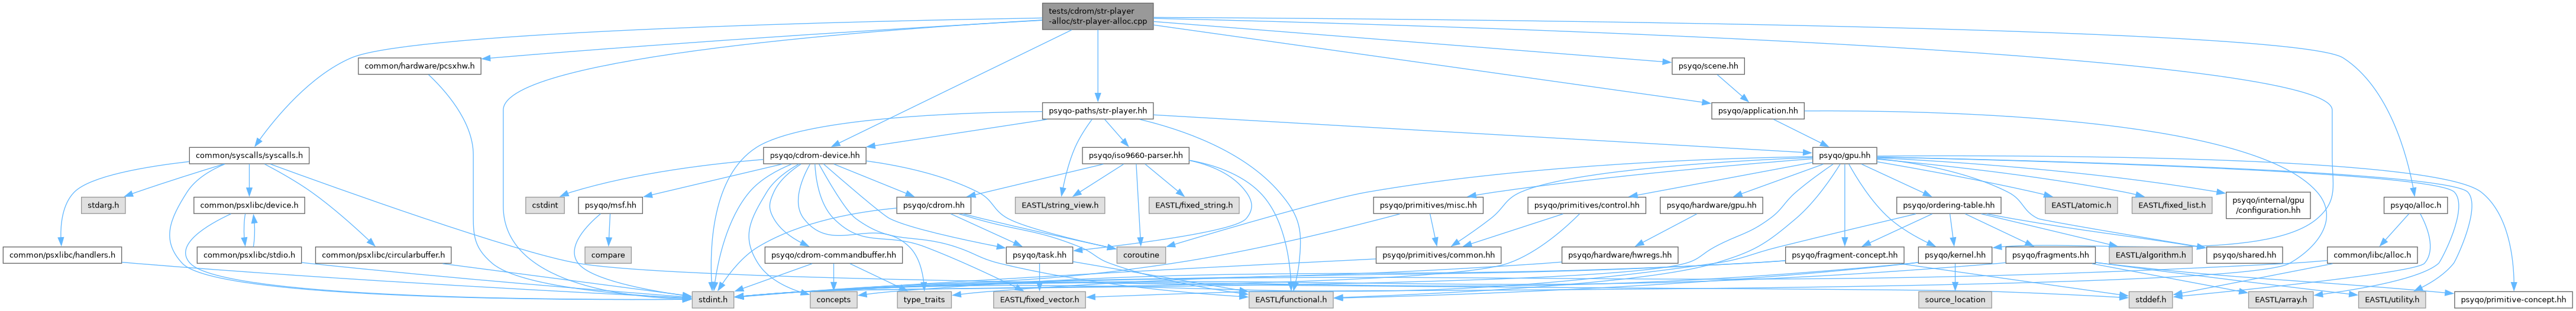 tests/cdrom/str-player
-alloc/str-player-alloc.cpp
common/hardware/pcsxhw.h
psyqo/scene.hh
psyqo-paths/str-player.hh
psyqo/application.hh
common/syscalls/syscalls.h
psyqo/cdrom-device.hh
psyqo/iso9660-parser.hh
psyqo/gpu.hh
stdarg.h
common/psxlibc/device.h
cstdint
psyqo/msf.hh
psyqo/cdrom.hh
EASTL/string_view.h
EASTL/fixed_string.h
psyqo/primitives/misc.hh
psyqo/primitives/control.hh
psyqo/hardware/gpu.hh
psyqo/ordering-table.hh
EASTL/atomic.h
EASTL/fixed_list.h
psyqo/internal/gpu
/configuration.hh
psyqo/alloc.h
common/psxlibc/handlers.h
common/psxlibc/stdio.h
common/psxlibc/circularbuffer.h
compare
psyqo/cdrom-commandbuffer.hh
psyqo/task.hh
coroutine
psyqo/primitives/common.hh
psyqo/hardware/hwregs.hh
psyqo/fragment-concept.hh
psyqo/kernel.hh
psyqo/fragments.hh
EASTL/algorithm.h
psyqo/shared.hh
common/libc/alloc.h
stdint.h
concepts
type_traits
EASTL/fixed_vector.h
EASTL/functional.h
source_location
stddef.h
EASTL/array.h
EASTL/utility.h
psyqo/primitive-concept.hh